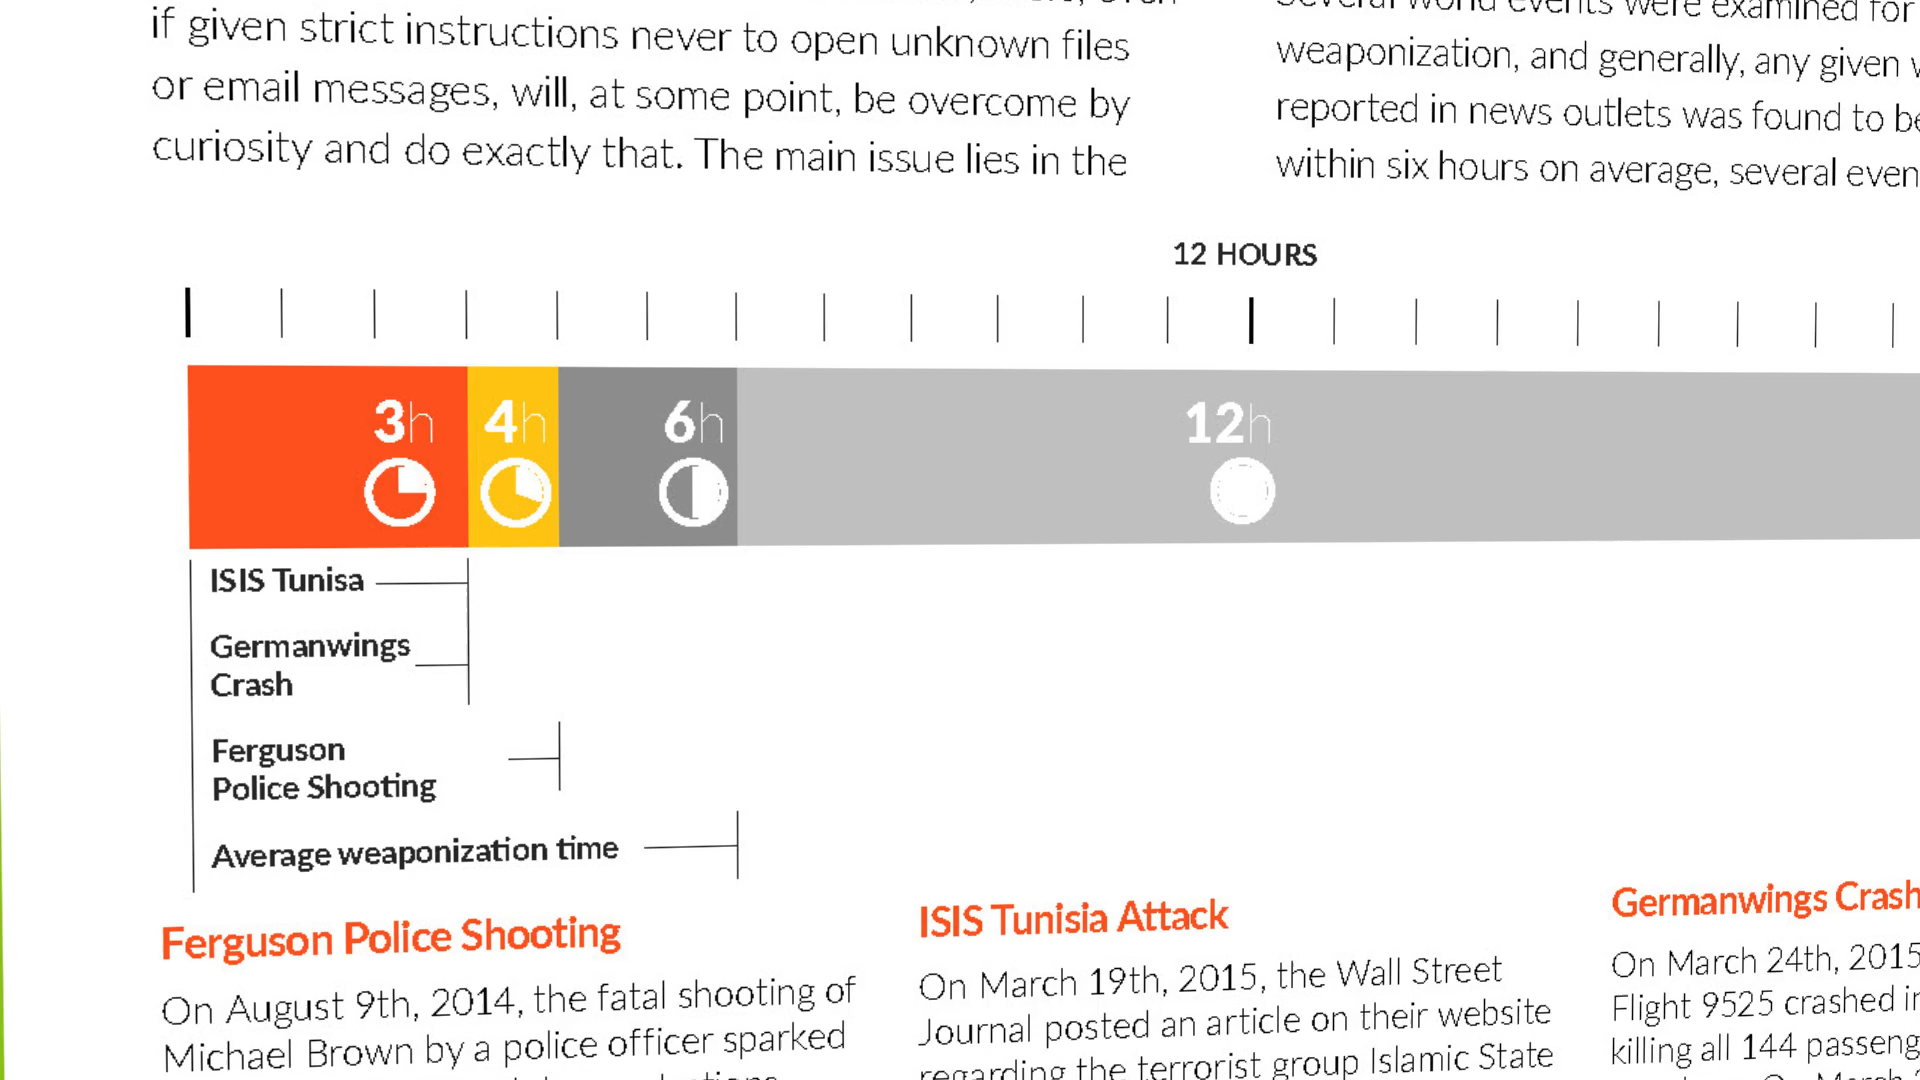 if given strict instructions never to open unknown files
or email messages, will, at some point, be overcome by
curiosity and do exactly that. The main issue lies in the
Several world events were examined for
weaponization, and generally, any given
reported in news outlets was found to be
within six hours on average, several
12 HOURS
3h
4h
6h
12h
ISIS Tunisa
Germanwings
Crash
Ferguson
Police Shooting
Average weaponization time
Ferguson Police Shooting
On August 9th, 2014, the fatal shooting of
Michael Brown by a police officer sparked
ISIS Tunisia Attack
On March 19th, 2015, the Wall Street
Journal posted an article on their website
regarding the terrorist group Islamic State
Germanwings Crash
On March 24th, 2015
Flight 9525 crashed
killing all 144